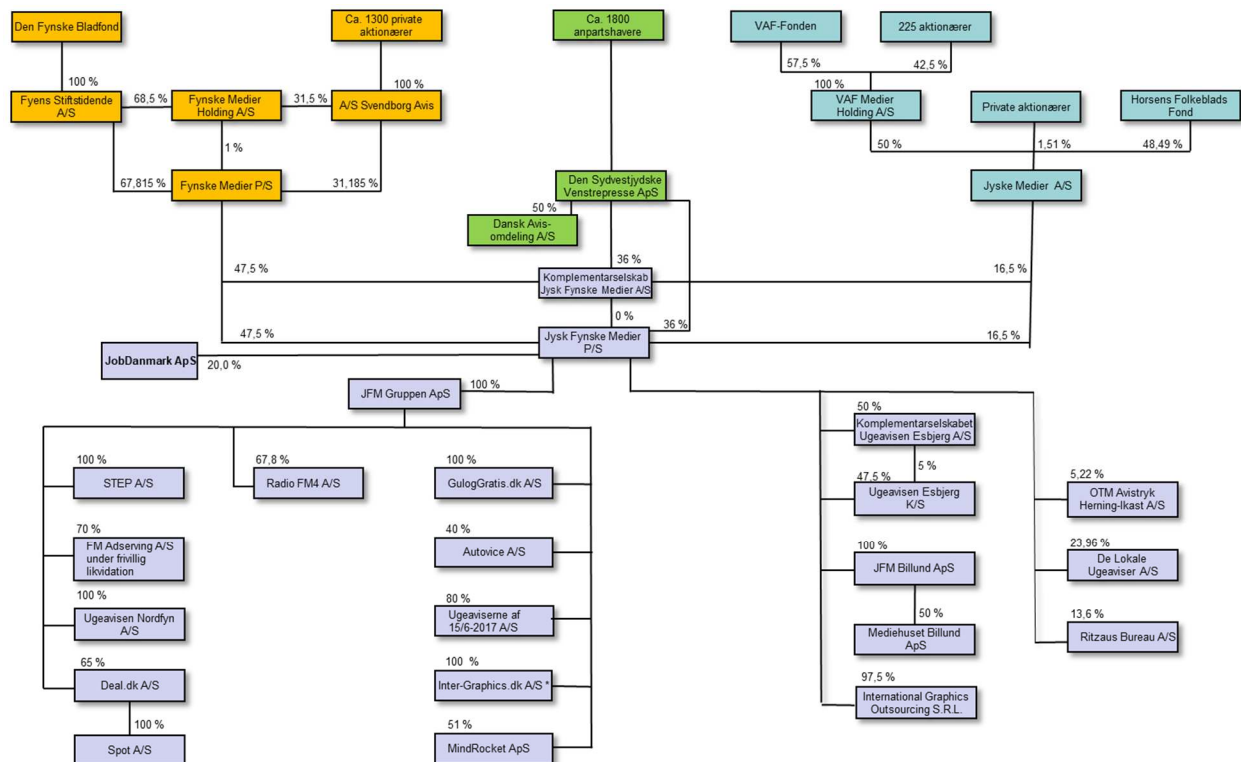 Den Fynske Bladfond
Ca. 1300 private
aktionærer
Ca. 1800
anpartshavere
VAF-Fonden
225 aktionærer
57,5 %
42,5 %
100 %
100 %
100 %
Fyens Stiftstidende
A/S
68,5 %
Fynske Medier
Holding A/S
31,5 %
A/S Svendborg Avis
VAF Medier
Holding A/S
Private aktionærer
Horsens Folkeblads
Fond
1 %
50 %
1,51 %
48,49 %
67,815 %
Fynske Medier P/S
31,185 %
Den Sydvestjydske
Venstrepresse ApS
Jyske Medier A/S
50 %
Dansk Avis-
omdeling A/S
36 %
47,5 %
Komplementarselskab
Jysk Fynske Medier A/S
16,5 %
0 %
36 %
47,5 %
Jysk Fynske Medier
P/S
16,5 %
JobDanmark ApS
20,0 %
JFM Gruppen ApS
100 %
50 %
Komplementarselskabet
Ugeavisen Esbjerg A/S
100 %
STEP A/S
67,8 %
Radio FM4 A/S
100 %
GulogGratis.dk A/S
5 %
47,5 %
Ugeavisen Esbjerg
K/S
5,22 %
OTM Avistryk
Herning-Ikast A/S
70 %
FM Adserving A/S
under frivillig
likvidation
40 %
Autovice A/S
100 %
JFM Billund ApS
23,96 %
De Lokale
Ugeaviser A/S
100 %
Ugeavisen Nordfyn
A/S
80 %
Ugeaviserne af
15/6-2017 A/S
50 %
Mediehuset Billund
ApS
13,6 %
Ritzaus Bureau A/S
65 %
Deal.dk A/S
100 %
Inter-Graphics.dk A/S *
97,5 %
International Graphics
Outsourcing S.R.L.
100 %
Spot A/S
51 %
MindRocket ApS